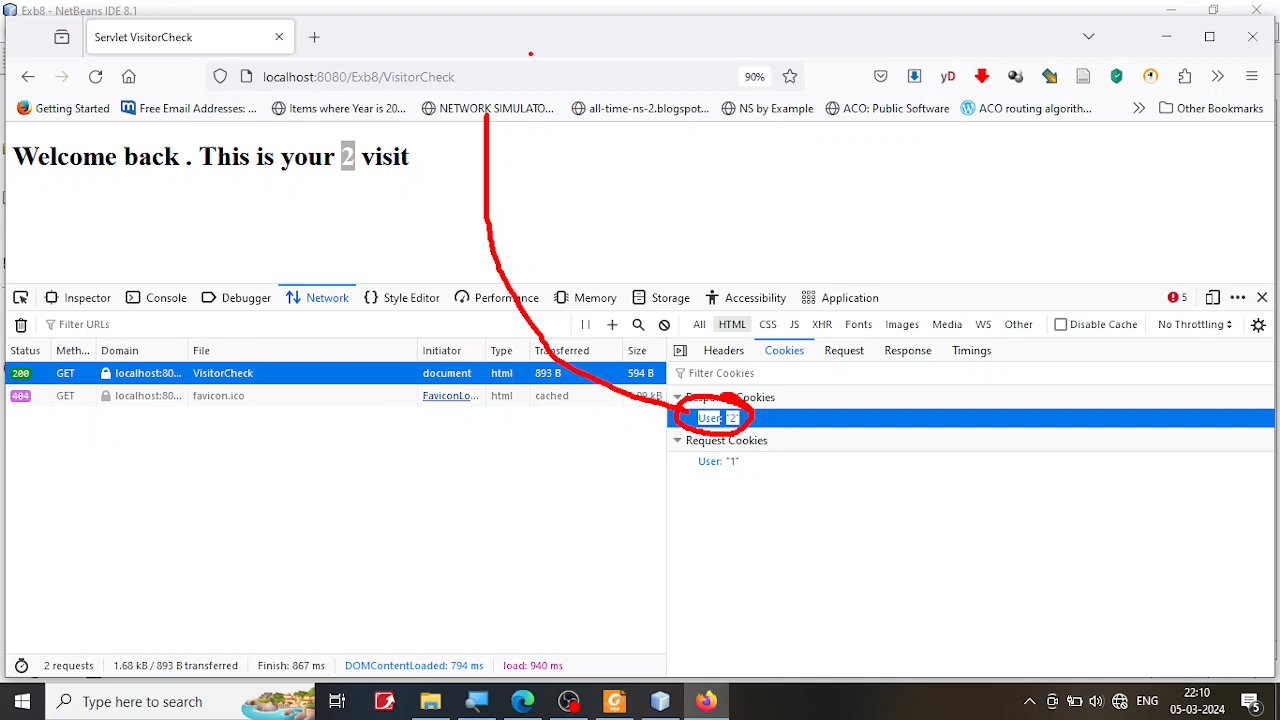 Exb8 - NetBeans IDE 8.1
Servlet VisitorCheck
localhost:8080/Exb8/VisitorCheck 90% yD
Getting Started Free Email Addresses: ... Items where Year is 20... NETWORK SIMULATO... all-time-ns-2.blogspot... NS by Example ACO: Public Software ACO routing algorith... Other Bookmarks
Welcome back . This is your 2 visit
Inspector Console Debugger Network Style Editor Performance Memory Storage Accessibility Application 5
Filter URLs All HTML CSS JS XHR Fonts Images Media WS Other Disable Cache No Throttling
Status Meth... Domain File Initiator Type Transferred Size Headers Cookies Request Response Timings
200 GET localhost:80... VisitorCheck document html 893 B 594 B Filter Cookies
404 GET localhost:80... favicon.ico FaviconLo... html cached Cookies
User: "2"
Request Cookies
User: "1"
2 requests 1.68 kB / 893 B transferred Finish: 867 ms DOMContentLoaded: 794 ms load: 940 ms
Type here to search ENG 22:10
05-03-2024 5